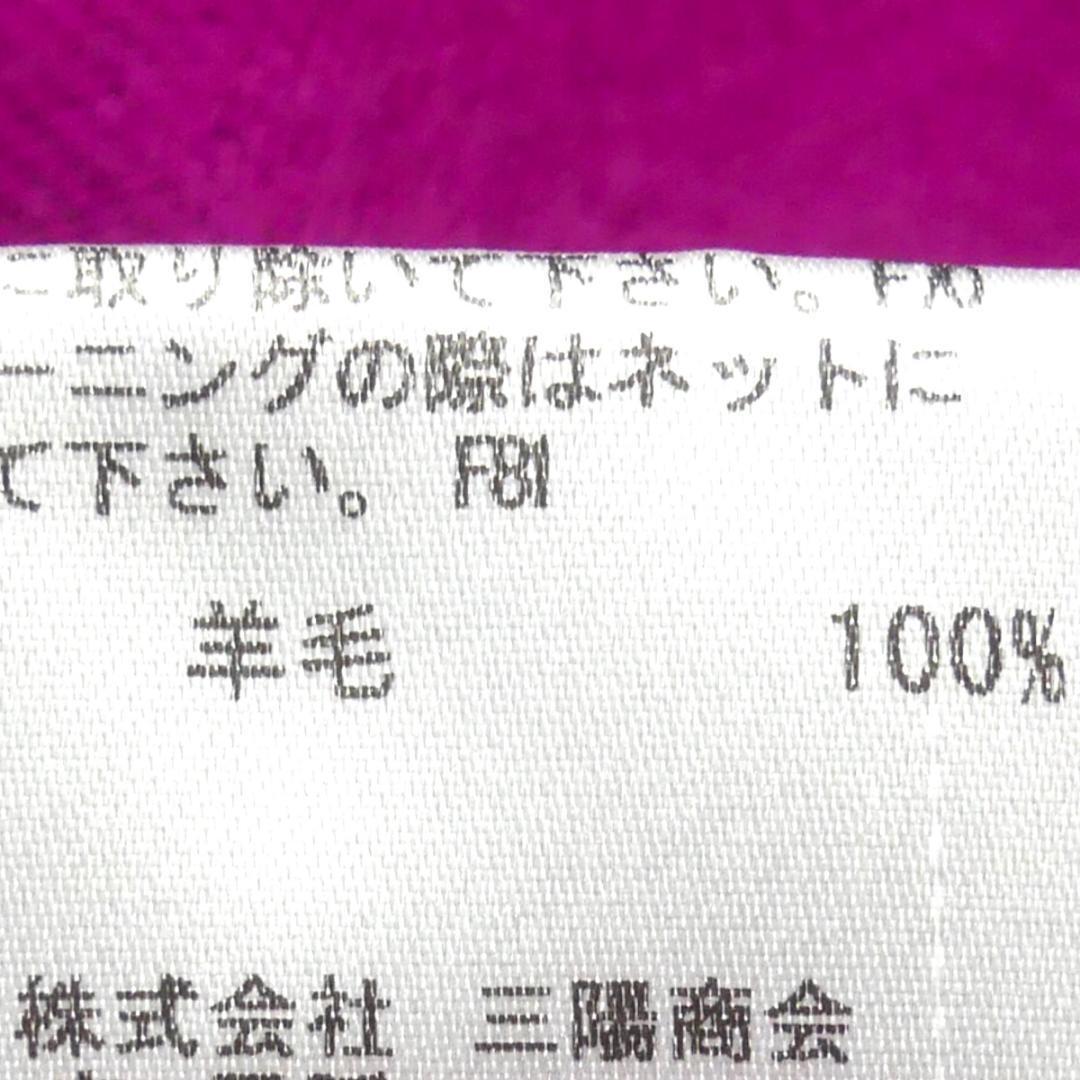 に取り除いて下さい。
ーニングの際はネットに
て下さい。 F81
羊毛 100%
株式会社 三陽商会